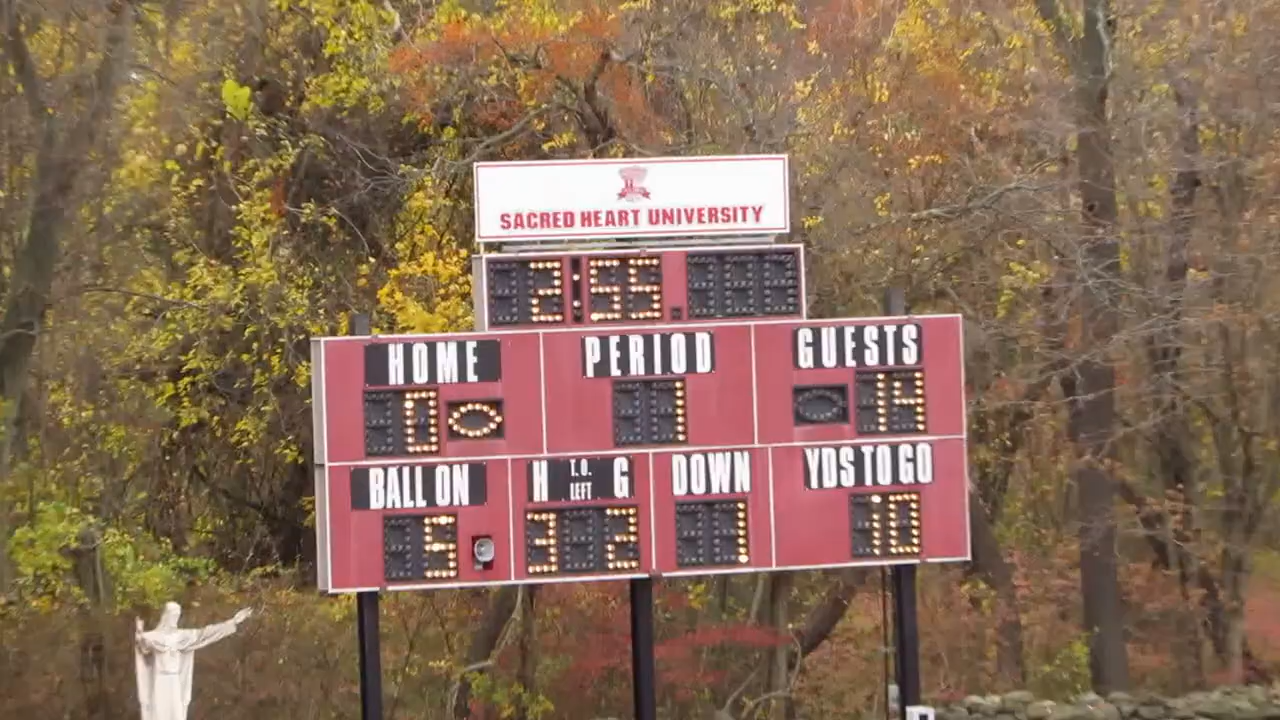 SACRED HEART UNIVERSITY
2:55
HOME PERIOD GUESTS
0 1 14
BALL ON H T.O. LEFT G DOWN YDS TO GO
5 3 2 1 10